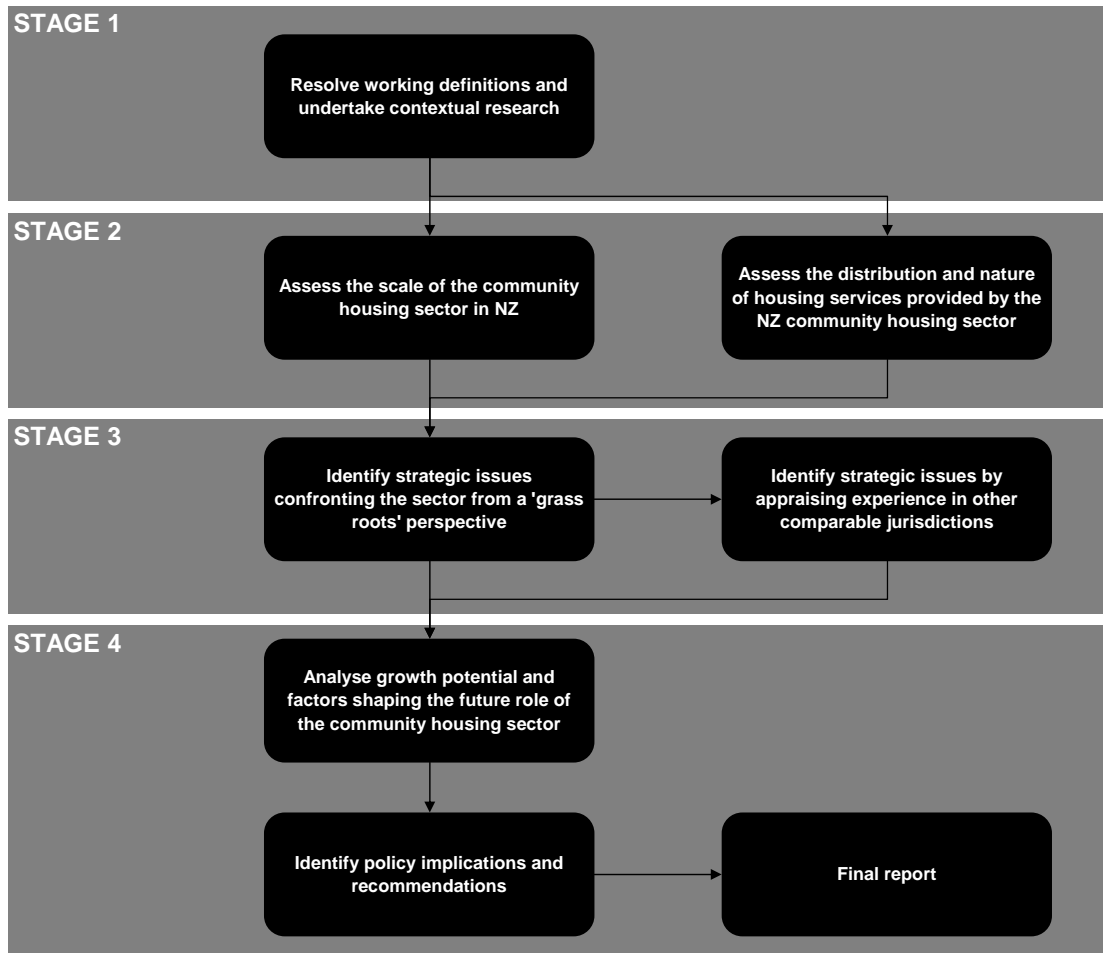 STAGE 1
Resolve working definitions and
undertake contextual research
STAGE 2
Assess the scale of the community
housing sector in NZ
Assess the distribution and nature
of housing services provided by the
NZ community housing sector
STAGE 3
Identify strategic issues
confronting the sector from a 'grass
roots' perspective
Identify strategic issues by
appraising experience in other
comparable jurisdictions
STAGE 4
Analyse growth potential and
factors shaping the future role of
the community housing sector
Identify policy implications and
recommendations
Final report